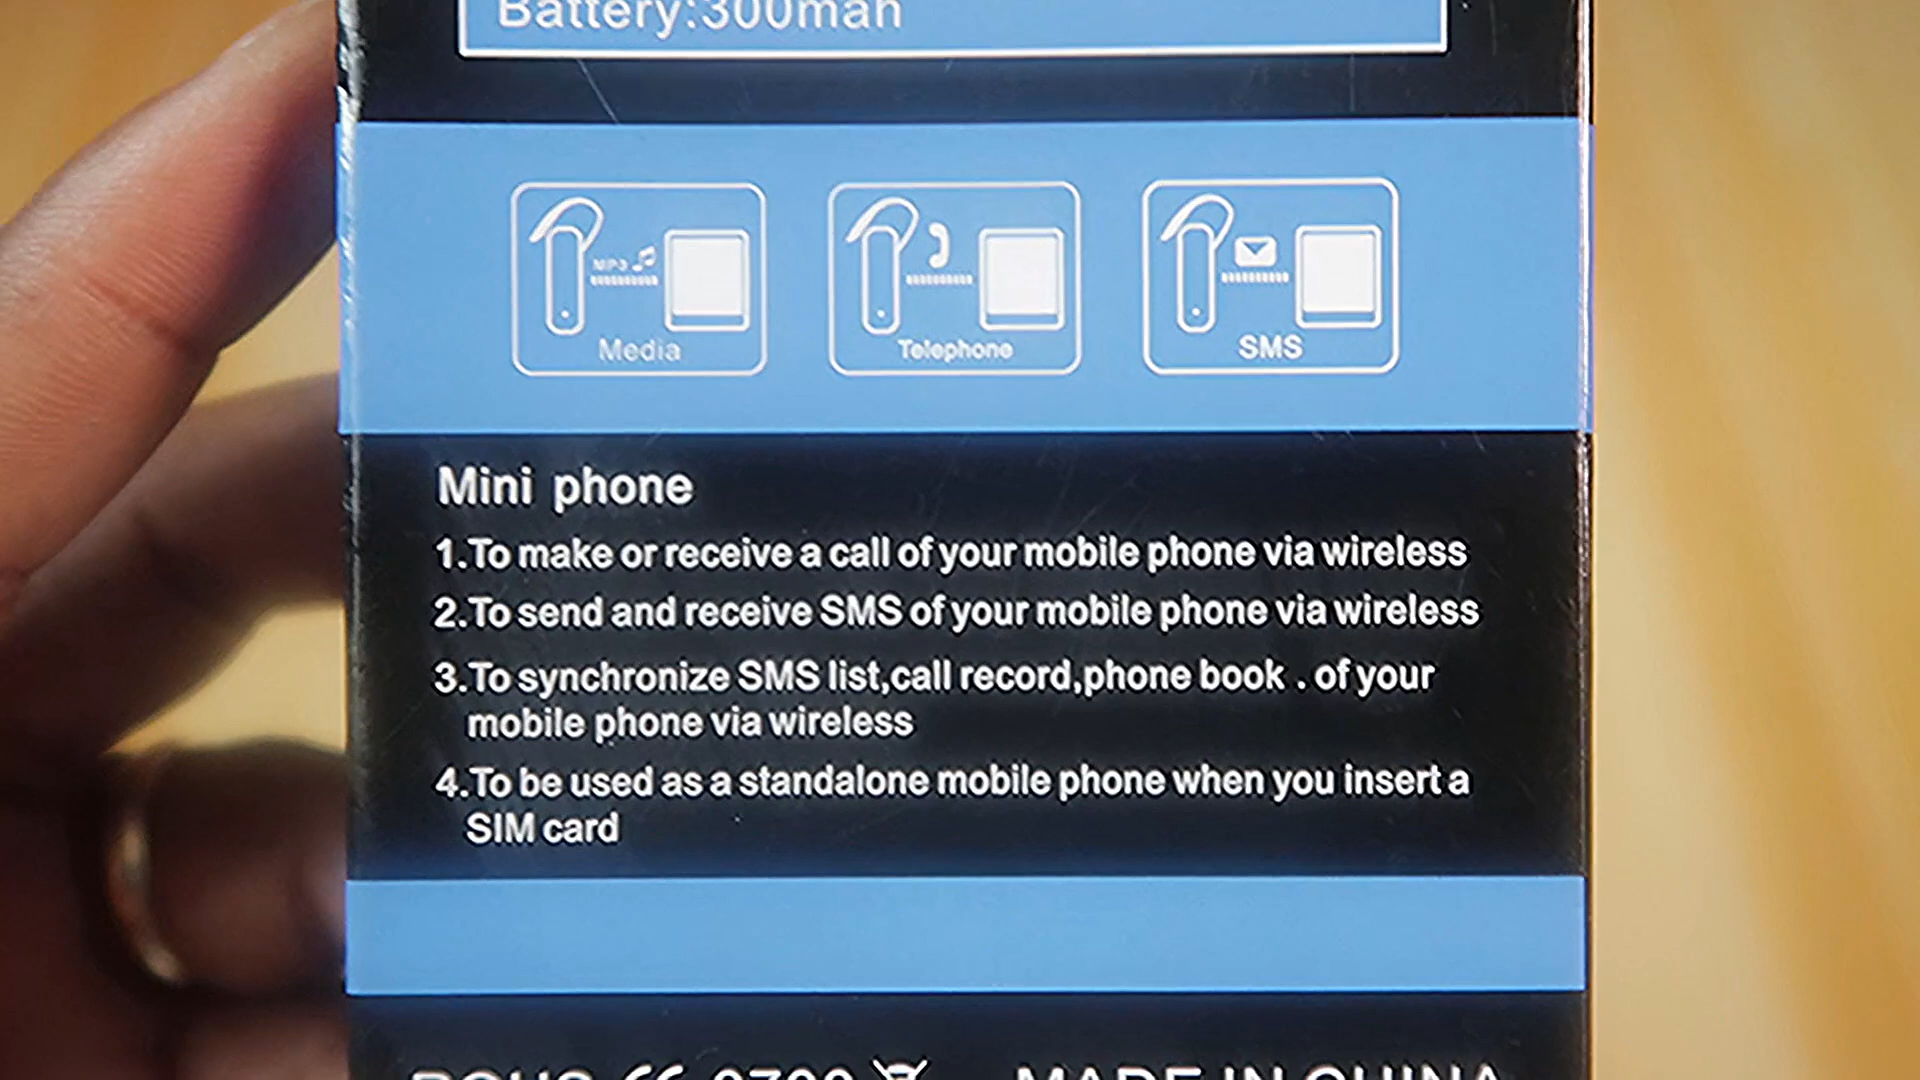 Battery:300mah
MP3
Media
Telephone
SMS
Mini phone
1.To make or receive a call of your mobile phone via wireless
2.To send and receive SMS of your mobile phone via wireless
3.To synchronize SMS list,call record,phone book . of your
mobile phone via wireless
4.To be used as a standalone mobile phone when you insert a
SIM card
MADE IN CHINA